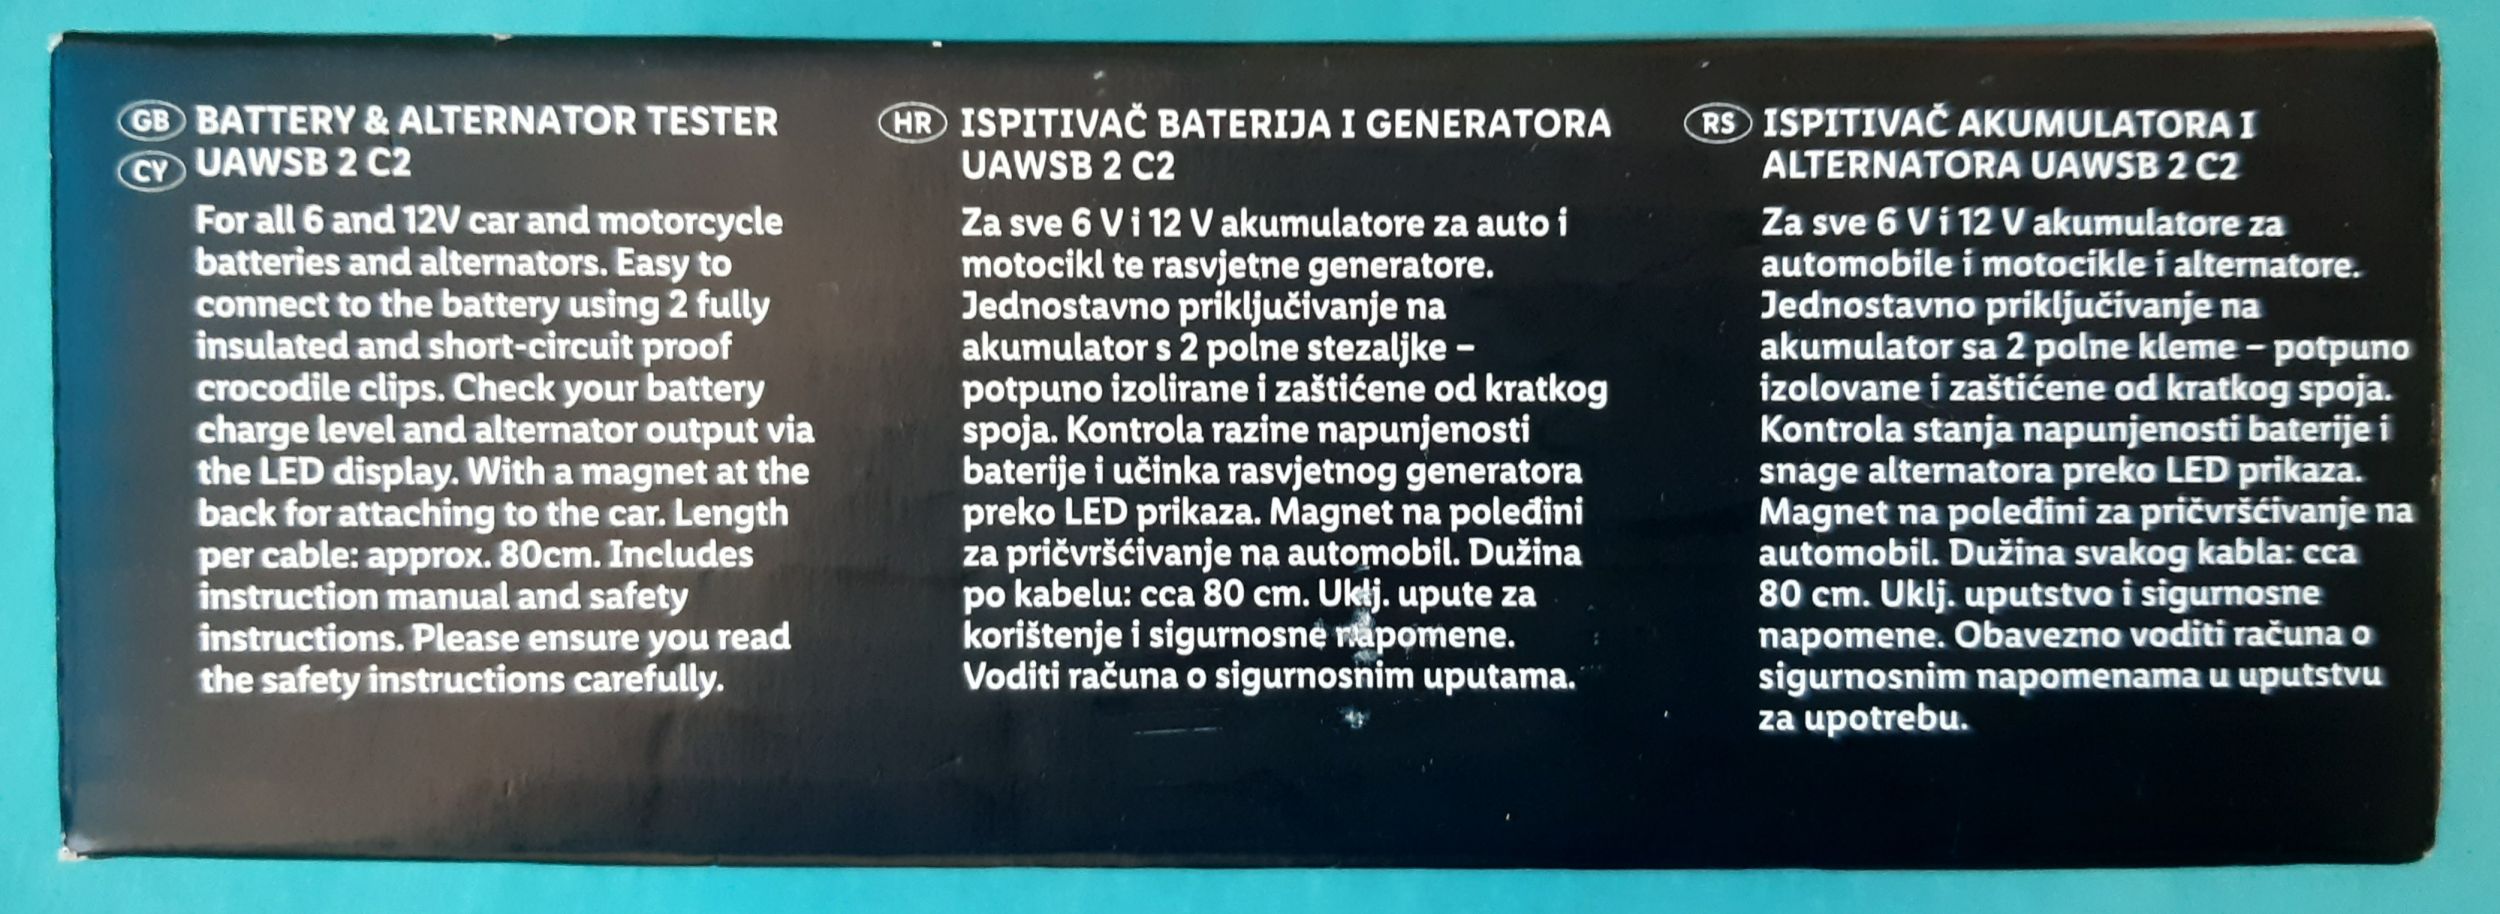 GB BATTERY & ALTERNATOR TESTER
CY UAWSB 2 C2
For all 6 and 12V car and motorcycle
batteries and alternators. Easy to
connect to the battery using 2 fully
insulated and short-circuit proof
crocodile clips. Check your battery
charge level and alternator output via
the LED display. With a magnet at the
back for attaching to the car. Length
per cable: approx. 80cm. Includes
instruction manual and safety
instructions. Please ensure you read
the safety instructions carefully.
HR ISPITIVAČ BATERIJA I GENERATORA
UAWSB 2 C2
Za sve 6 V i 12 V akumulatore za auto i
motocikl te rasvjetne generatore.
Jednostavno priključivanje na
akumulator s 2 polne stezaljke –
potpuno izolirane i zaštićene od kratkog
spoja. Kontrola razine napunjenosti
baterije i učinka rasvjetnog generatora
preko LED prikaza. Magnet na poleđini
za pričvršćivanje na automobil. Dužina
po kabelu: cca 80 cm. Uklj. upute za
korištenje i sigurnosne napomene.
Voditi računa o sigurnosnim uputama.
RS ISPITIVAČ AKUMULATORA I
ALTERNATORA UAWSB 2 C2
Za sve 6 V i 12 V akumulatore za
automobile i motocikle i alternatore.
Jednostavno priključivanje na
akumulator sa 2 polne kleme – potpuno
izolovane i zaštićene od kratkog spoja.
Kontrola stanja napunjenosti baterije i
snage alternatora preko LED prikaza.
Magnet na poleđini za pričvršćivanje na
automobil. Dužina svakog kabla: cca
80 cm. Uklj. uputstvo i sigurnosne
napomene. Obavezno voditi računa o
sigurnosnim napomenama u uputstvu
za upotrebu.